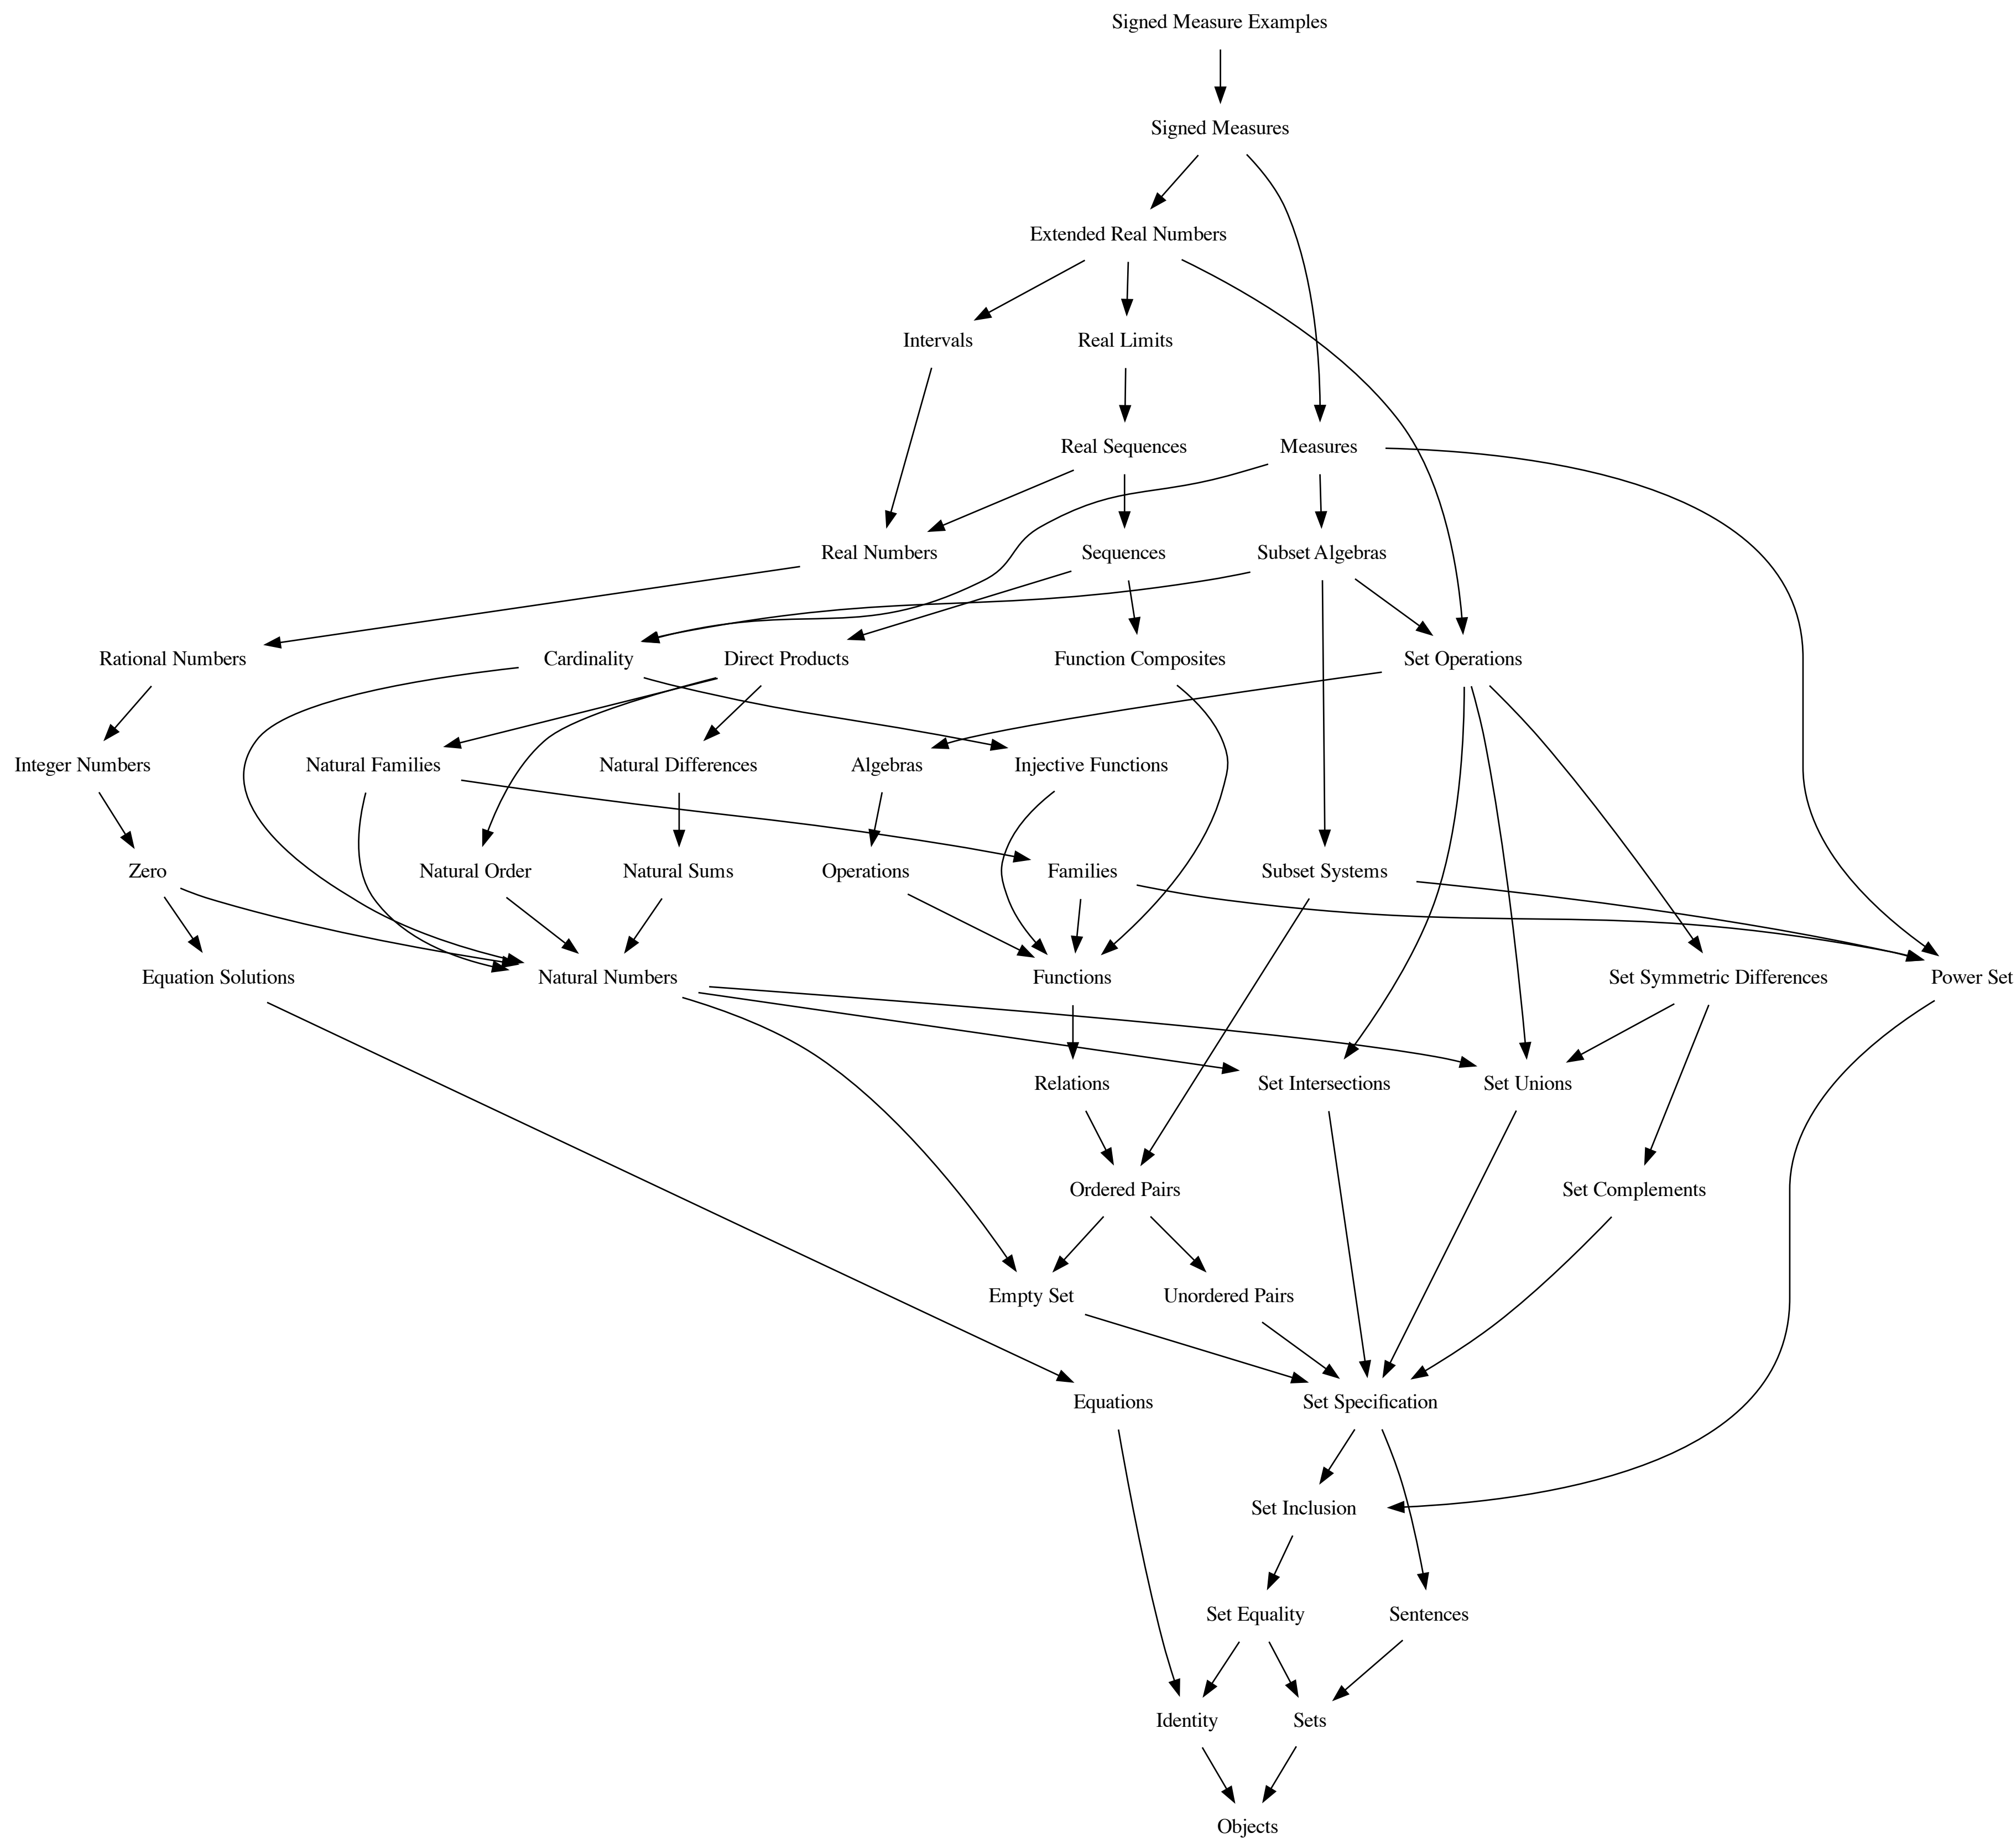 Signed Measure Examples
Signed Measures
Extended Real Numbers
Intervals
Real Limits
Real Sequences
Measures
Real Numbers
Sequences
Subset Algebras
Rational Numbers
Cardinality
Direct Products
Function Composites
Set Operations
Integer Numbers
Natural Families
Natural Differences
Algebras
Injective Functions
Zero
Natural Order
Natural Sums
Operations
Families
Subset Systems
Equation Solutions
Natural Numbers
Functions
Set Symmetric Differences
Power Set
Relations
Set Intersections
Set Unions
Ordered Pairs
Set Complements
Empty Set
Unordered Pairs
Equations
Set Specification
Set Inclusion
Set Equality
Sentences
Identity
Sets
Objects